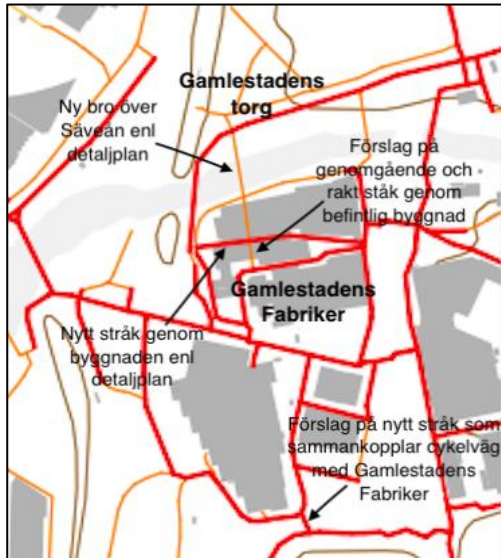 Gamlestadens
torg
Ny bro över
Säveån enl
detaljplan
Förslag på
genomgående och
rakt ståk genom
befintlig byggnad
Gamlestadens
Fabriker
Nytt stråk genom
byggnaden enl
detaljplan
Förslag på nytt stråk som
sammankopplar cykelväg
med Gamlestadens
Fabriker